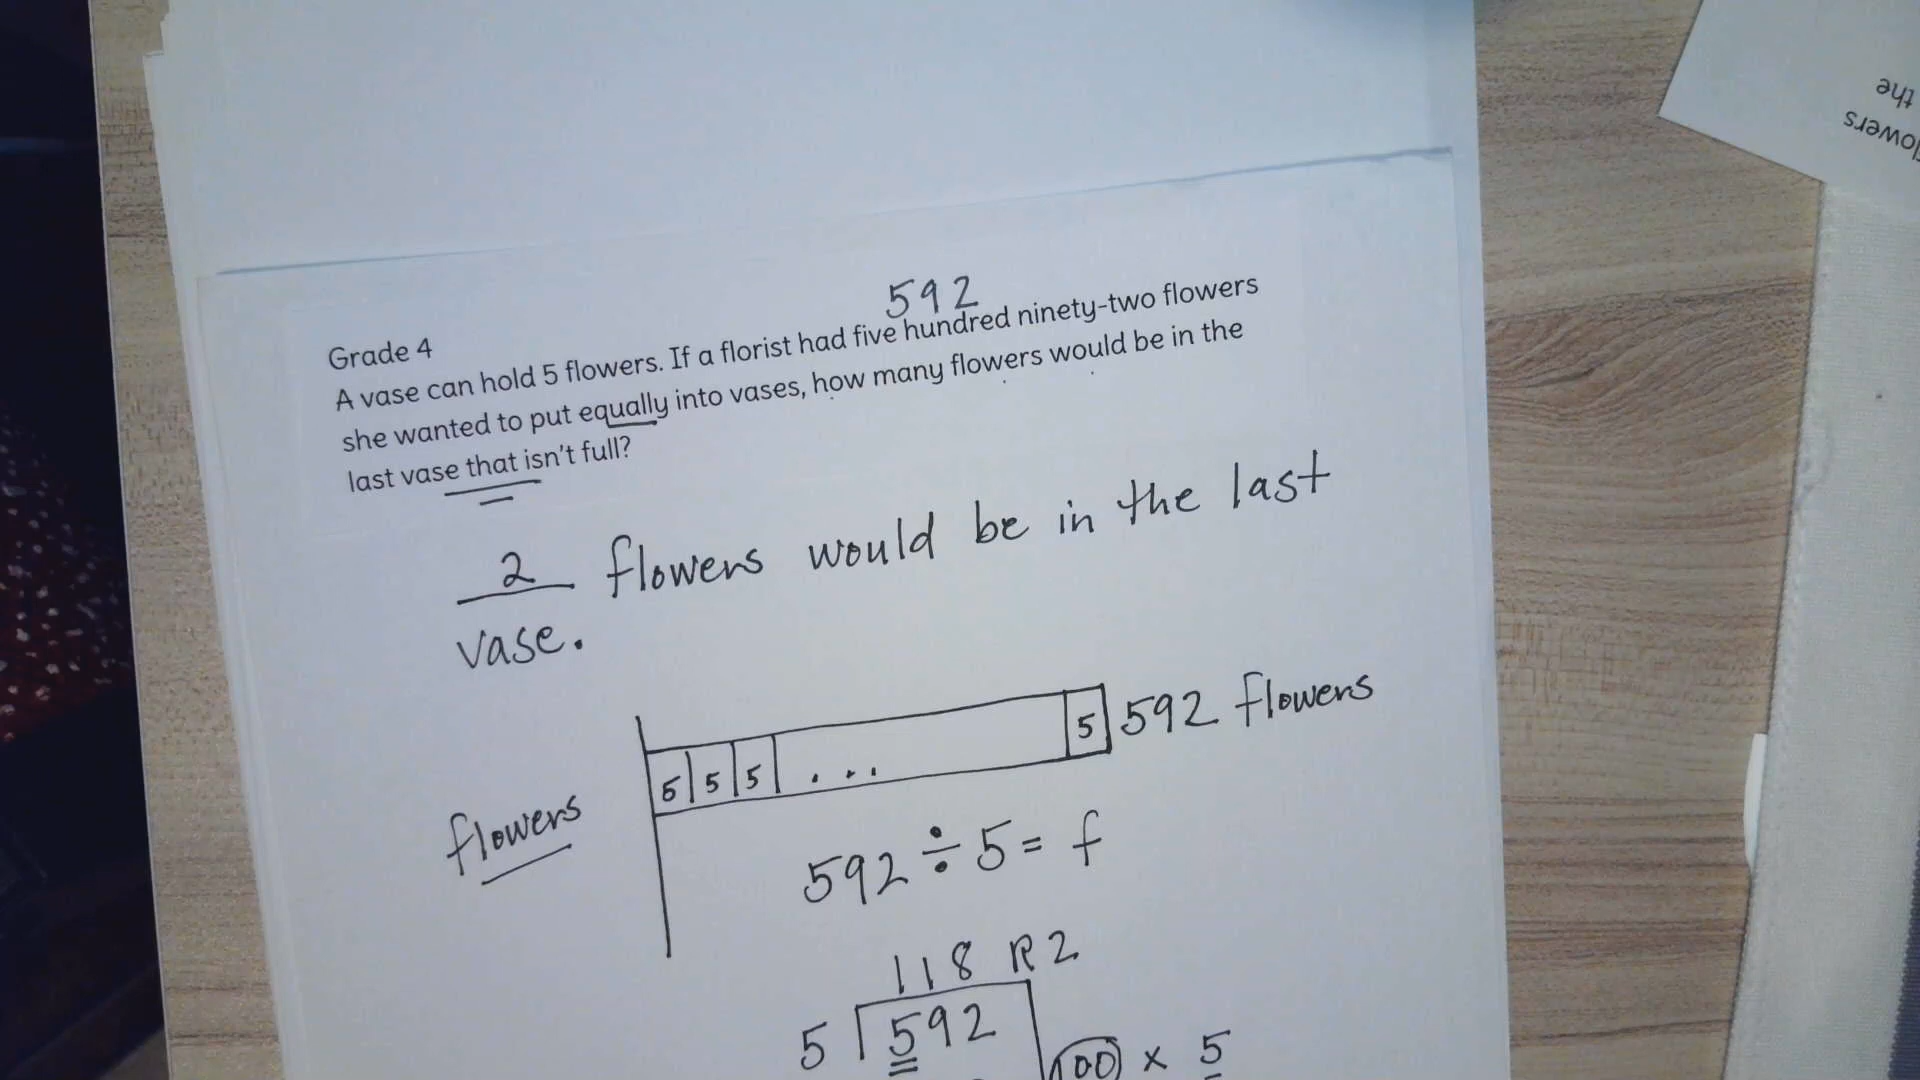 the
flowers
592
Grade 4
A vase can hold 5 flowers. If a florist had five hundred ninety-two flowers
she wanted to put equally into vases, how many flowers would be in the
last vase that isn't full?
2 flowers would be in the last
vase.
5 5 5 ... 5 592 flowers
flowers
592 ÷ 5 = f
118 R2
5 592
100 x 5